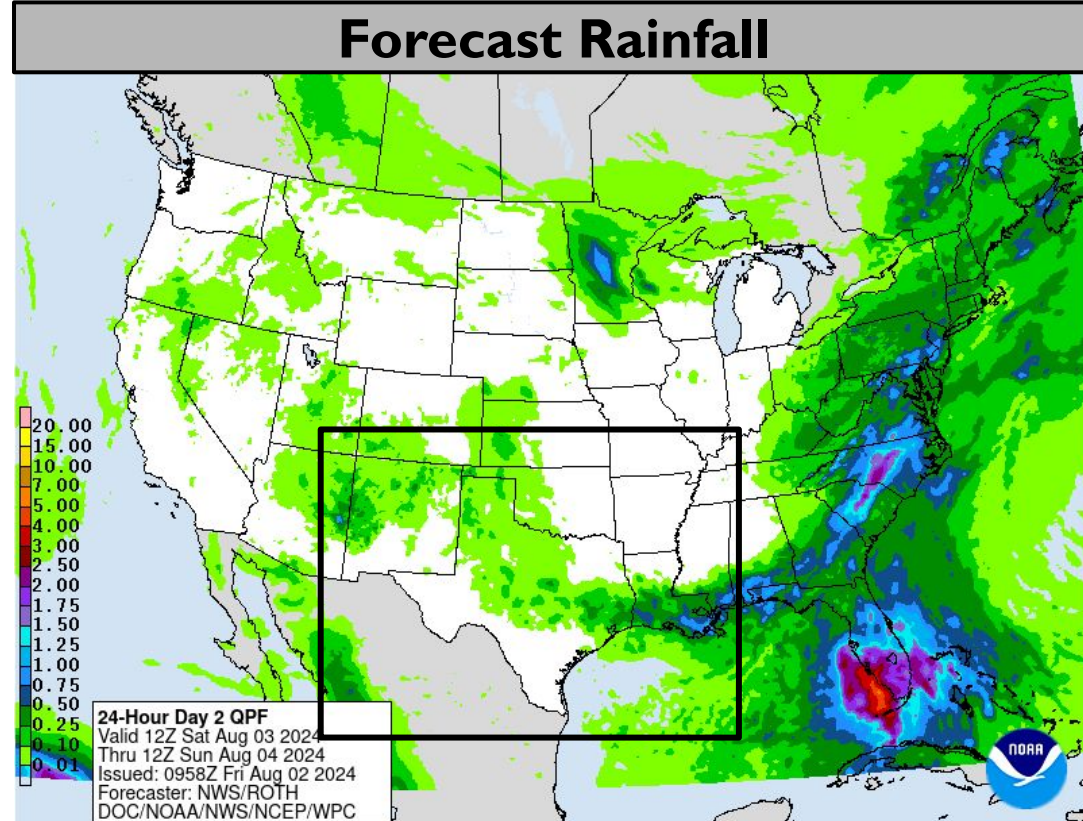 Forecast Rainfall
20.00
15.00
10.00
7.00
5.00
4.00
3.00
2.50
2.00
1.75
1.50
1.25
1.00
0.75
0.50
0.25
0.10
0.01
24-Hour Day 2 QPF
Valid 12Z Sat Aug 03 2024
Thru 12Z Sun Aug 04 2024
Issued: 0958Z Fri Aug 02 2024
Forecaster: NWS/ROTH
DOC/NOAA/NWS/NCEP/WPC
NOAA